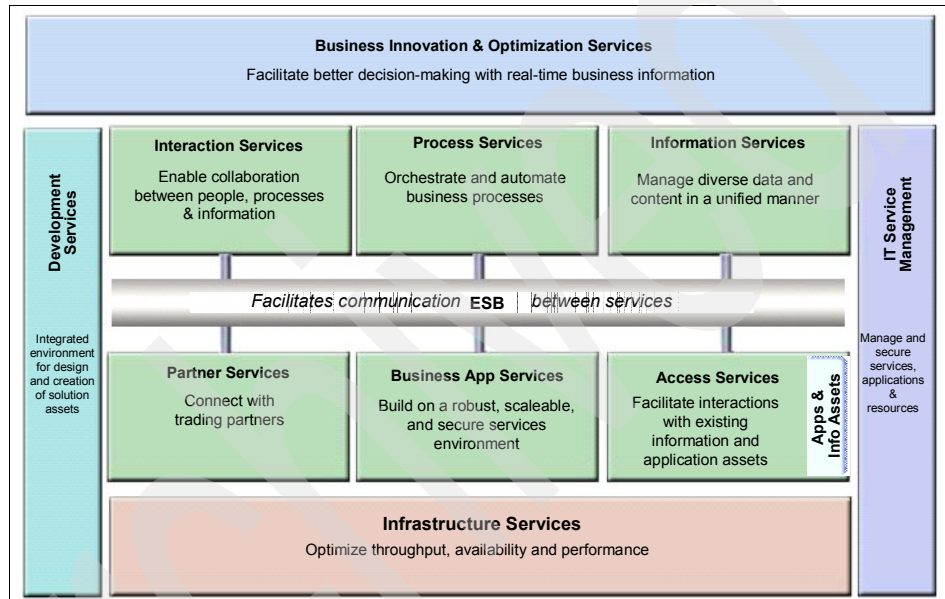 Business Innovation & Optimization Services
Facilitate better decision-making with real-time business information
Development
Services
Integrated
environment
for design
and creation
of solution
assets
Interaction Services
Enable collaboration
between people, processes
& information
Process Services
Orchestrate and automate
business processes
Information Services
Manage diverse data and
content in a unified manner
IT Service
Management
Manage and
secure
services,
applications
&
resources
Facilitates communication ESB between services
Partner Services
Connect with
trading partners
Business App Services
Build on a robust, scaleable,
and secure services
environment
Access Services
Facilitate interactions
with existing
information and
application assets
Apps &
Info Assets
Infrastructure Services
Optimize throughput, availability and performance